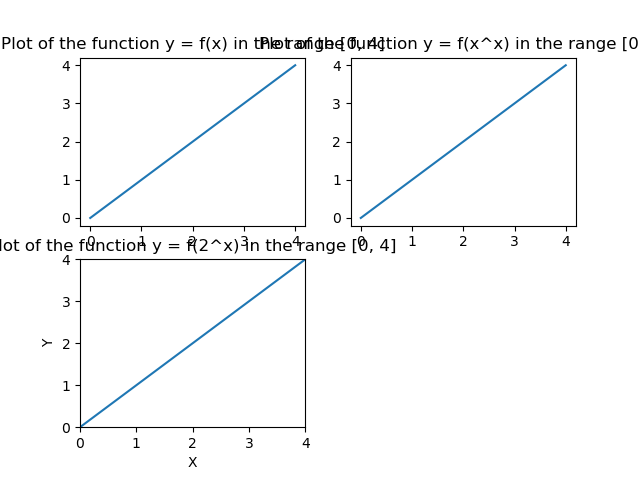 Plot of the function y = f(x) in the range [0, 4]
Plot of the function y = f(x^x) in the range [0
4
3
2
1
0
0 1 2 3 4
4
3
2
1
0
0 1 2 3 4
lot of the function y = f(2^x) in the range [0, 4]
Y
4
3
2
1
0
0 1 2 3 4
X